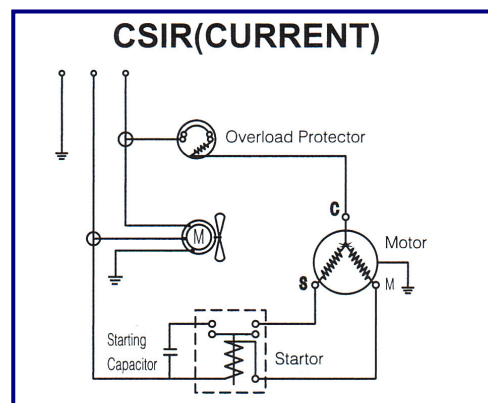 CSIR(CURRENT)
Overload Protector
C
M
Motor
S
M
Starting
Capacitor
Startor